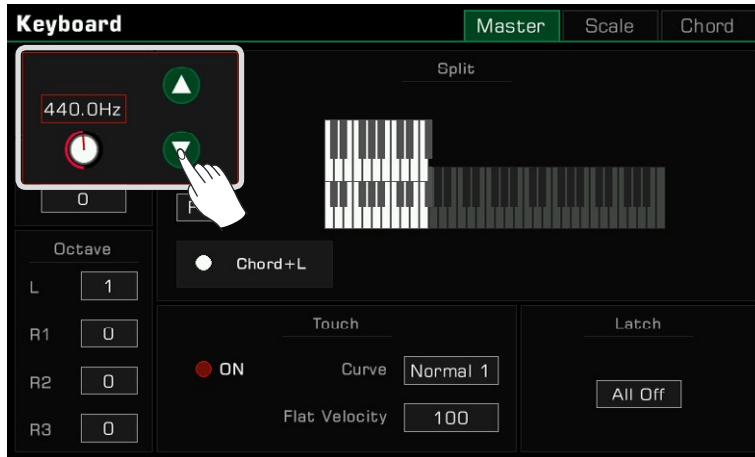 Keyboard
Master
Scale
Chord
440.0Hz
Split
0
Octave
L 1
R1 0
R2 0
R3 0
Chord+L
Touch
ON
Curve Normal 1
Flat Velocity 100
Latch
All Off